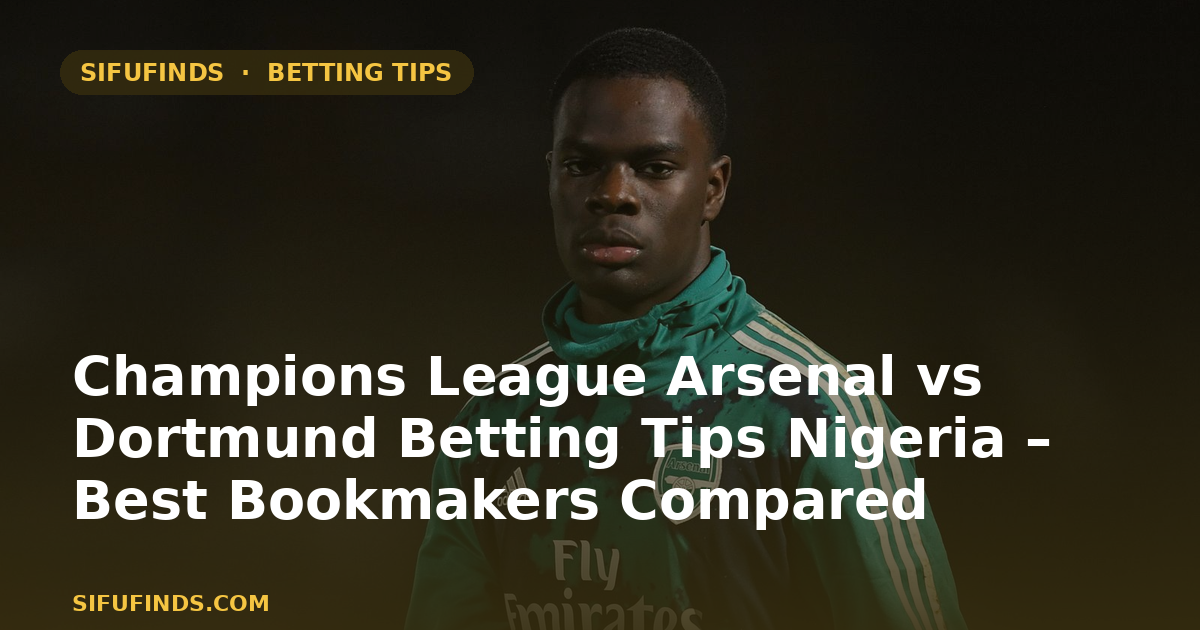 SIFUFINDS · BETTING TIPS
Champions League Arsenal vs
Dortmund Betting Tips Nigeria –
Best Bookmakers Compared
Arsenal
Fly
Emirates
SIFUFINDS.COM